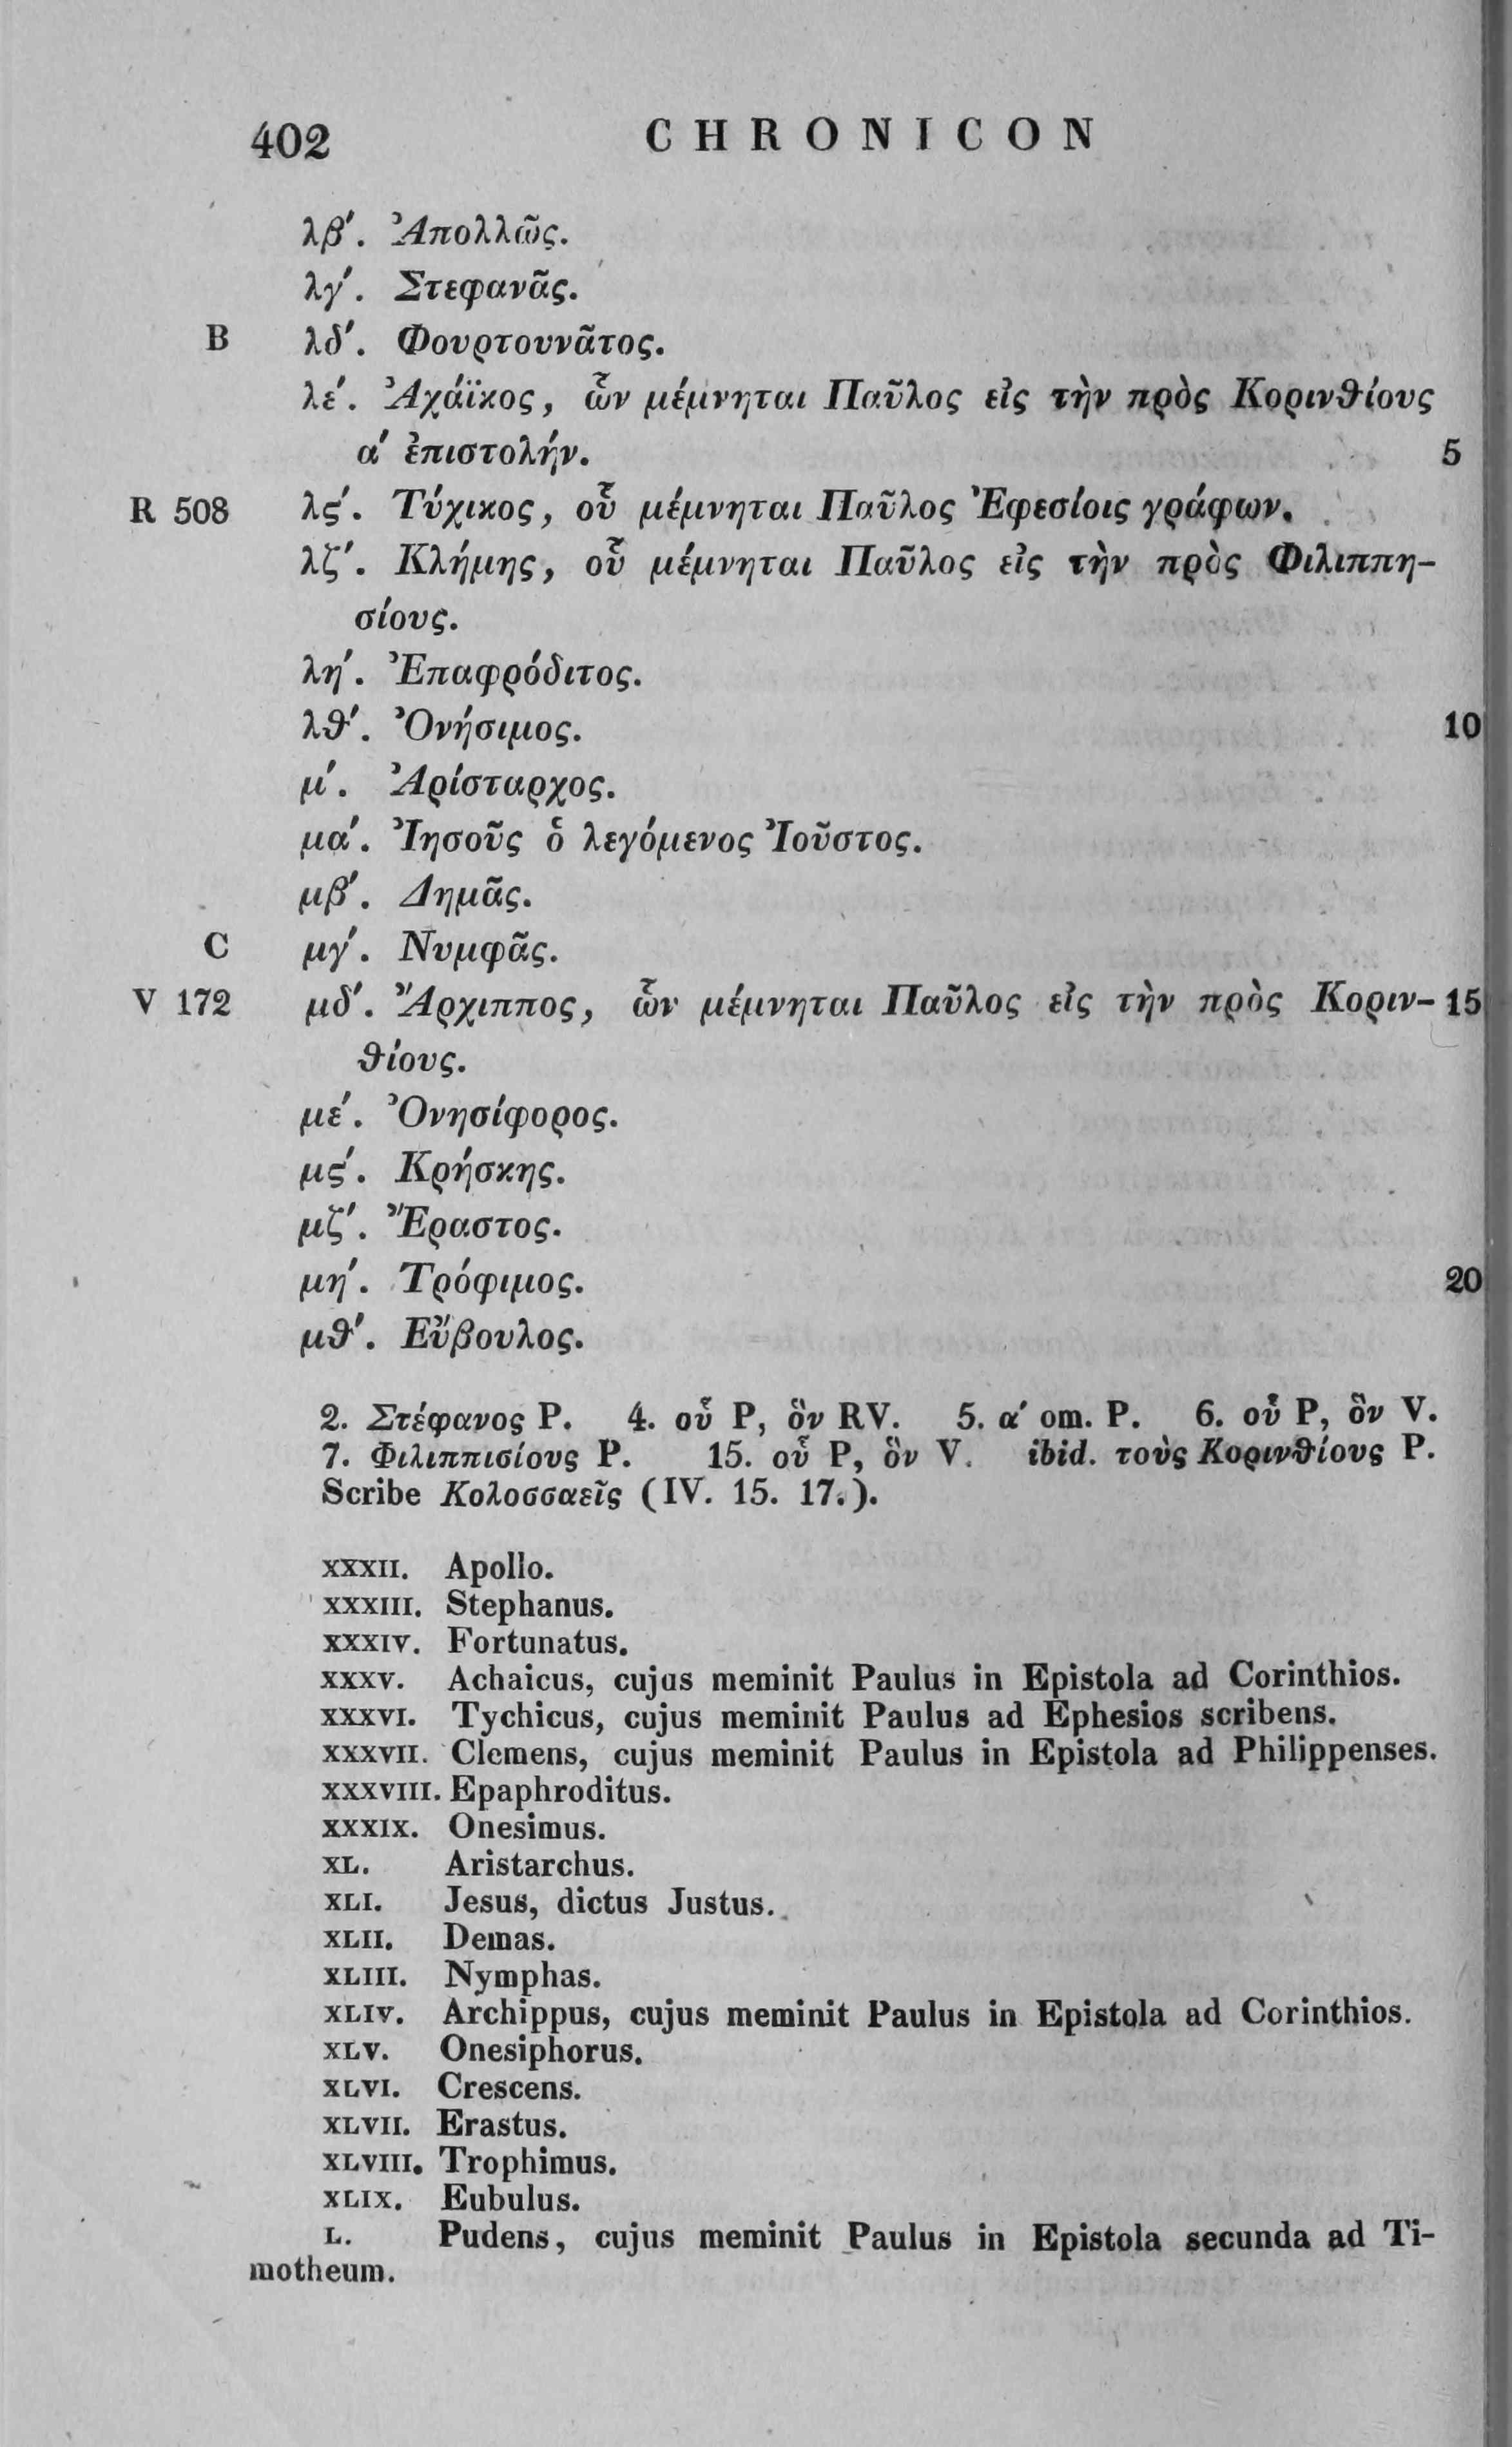 402 CHRONICON
λβ′. Ἀπολλῶς.
λγ′. Στεφανᾶς.
B λδ′. Φουρτουνᾶτος.
λε′. Ἀχάϊκος, ὧν μέμνηται Παῦλος εἰς τὴν πρὸς Κορινθίους
α′ ἐπιστολήν. 5
R 508 λς′. Τύχικος, οὗ μέμνηται Παῦλος Ἐφεσίοις γράφων.
λζ′. Κλήμης, οὗ μέμνηται Παῦλος εἰς τὴν πρὸς Φιλιππη-
σίους.
λη′. Ἐπαφρόδιτος.
λθ′. Ὀνήσιμος. 10
μ′. Ἀρίσταρχος.
μα′. Ἰησοῦς ὁ λεγόμενος Ἰοῦστος.
μβ′. Δημᾶς.
C μγ′. Νυμφᾶς.
V 172 μδ′. Ἄρχιππος, ὧν μέμνηται Παῦλος εἰς τὴν πρὸς Κοριν- 15
θίους.
με′. Ὀνησίφορος.
μς′. Κρήσκης.
μζ′. Ἔραστος.
μη′. Τρόφιμος. 20
μθ′. Εὔβουλος.
2. Στέφανος P. 4. οὗ P, ὃν RV. 5. α′ om. P. 6. οὗ P, ὃν V.
7. Φιλιππισίους P. 15. οὗ P, ὃν V. ibid. τοὺς Κορινθίους P.
Scribe Κολοσσαεῖς (IV. 15. 17.).
XXXII. Apollo.
XXXIII. Stephanus.
XXXIV. Fortunatus.
XXXV. Achaicus, cujus meminit Paulus in Epistola ad Corinthios.
XXXVI. Tychicus, cujus meminit Paulus ad Ephesios scribens.
XXXVII. Clemens, cujus meminit Paulus in Epistola ad Philippenses.
XXXVIII. Epaphroditus.
XXXIX. Onesimus.
XL. Aristarchus.
XLI. Jesus, dictus Justus.
XLII. Demas.
XLIII. Nymphas.
XLIV. Archippus, cujus meminit Paulus in Epistola ad Corinthios.
XLV. Onesiphorus.
XLVI. Crescens.
XLVII. Erastus.
XLVIII. Trophimus.
XLIX. Eubulus.
L. Pudens, cujus meminit Paulus in Epistola secunda ad Ti-
motheum.